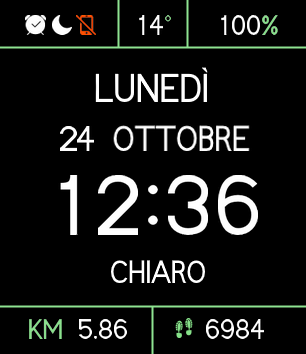 14° 100%
LUNEDÌ
24 OTTOBRE
12:36
CHIARO
KM 5.86 6984